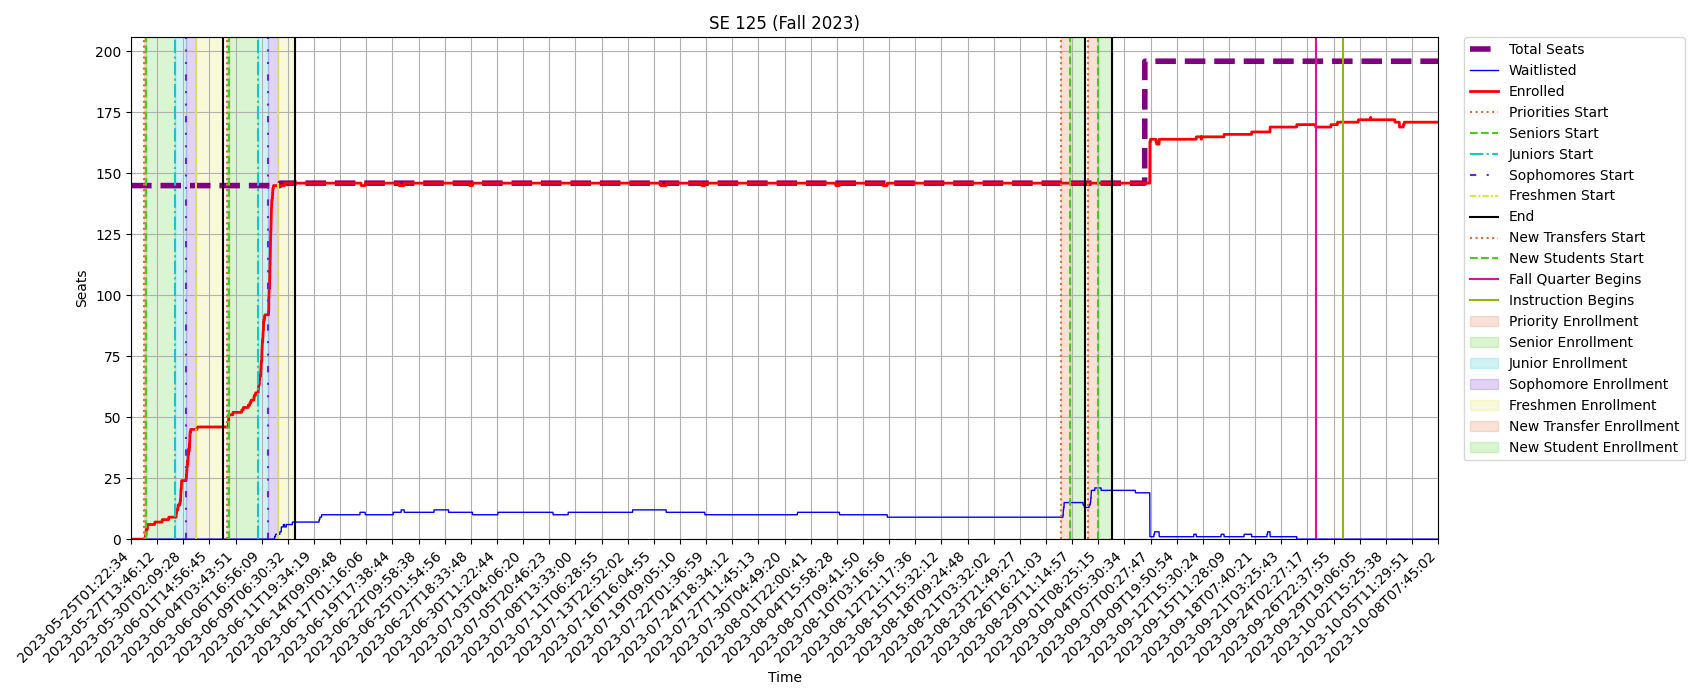 SE 125 (Fall 2023)
Seats
200
175
150
125
100
75
50
25
0
2023-05-25T01:22:34
2023-05-27T13:46:12
2023-05-30T02:09:28
2023-06-01T14:56:45
2023-06-04T03:43:51
2023-06-06T16:56:09
2023-06-09T06:30:32
2023-06-11T19:34:19
2023-06-14T09:09:48
2023-06-17T01:16:06
2023-06-19T17:38:44
2023-06-22T09:58:38
2023-06-25T01:54:56
2023-06-27T18:33:48
2023-06-30T11:22:44
2023-07-03T04:06:20
2023-07-05T20:46:23
2023-07-08T13:33:00
2023-07-11T06:28:55
2023-07-13T22:52:02
2023-07-16T16:04:55
2023-07-19T09:05:10
2023-07-22T01:36:59
2023-07-24T18:34:12
2023-07-27T11:45:13
2023-07-30T04:49:20
2023-08-01T22:00:41
2023-08-04T15:58:28
2023-08-07T09:41:50
2023-08-10T03:16:56
2023-08-12T21:17:36
2023-08-15T15:32:12
2023-08-18T09:24:48
2023-08-21T03:32:02
2023-08-23T21:49:27
2023-08-26T16:21:03
2023-08-29T11:14:57
2023-09-01T08:25:15
2023-09-04T05:30:34
2023-09-07T00:27:47
2023-09-09T19:50:54
2023-09-12T15:30:24
2023-09-15T11:28:09
2023-09-18T07:40:21
2023-09-21T03:25:43
2023-09-24T02:27:17
2023-09-26T22:37:55
2023-09-29T19:06:05
2023-10-02T15:25:38
2023-10-05T11:29:51
2023-10-08T07:45:02
Time
Total Seats
Waitlisted
Enrolled
Priorities Start
Seniors Start
Juniors Start
Sophomores Start
Freshmen Start
End
New Transfers Start
New Students Start
Fall Quarter Begins
Instruction Begins
Priority Enrollment
Senior Enrollment
Junior Enrollment
Sophomore Enrollment
Freshmen Enrollment
New Transfer Enrollment
New Student Enrollment